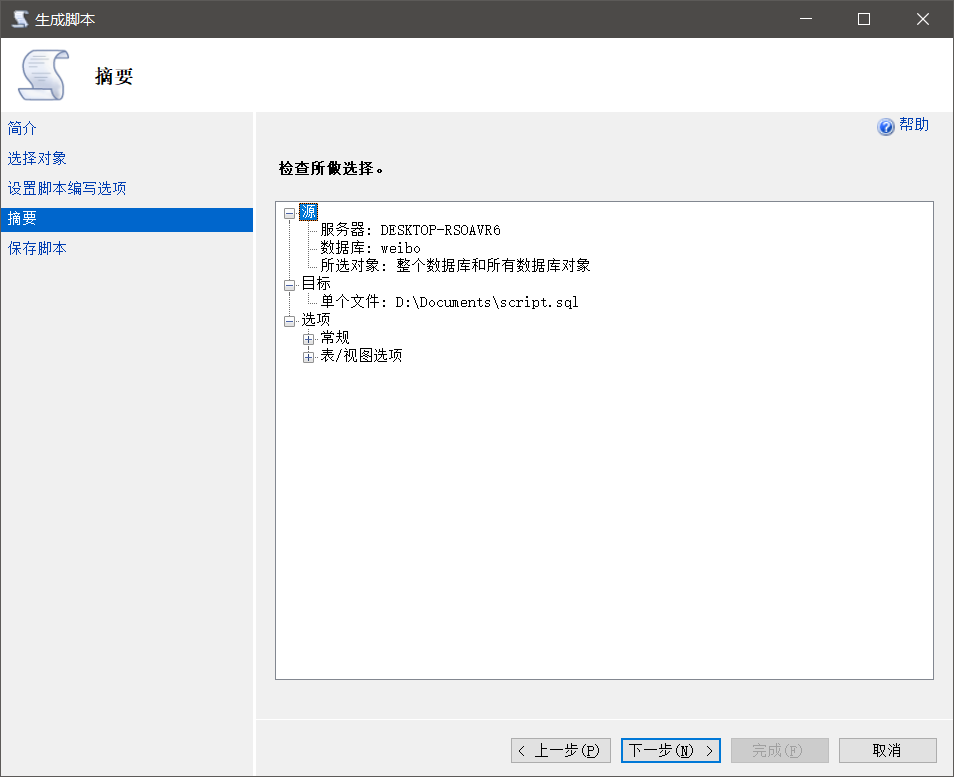 生成脚本
摘要
简介
选择对象
设置脚本编写选项
摘要
保存脚本
帮助
检查所做选择。
源
服务器: DESKTOP-RSOAVR6
数据库: weibo
所选对象: 整个数据库和所有数据库对象
目标
单个文件: D:\Documents\script.sql
选项
常规
表/视图选项
< 上一步(P)
下一步(N) >
完成(F)
取消